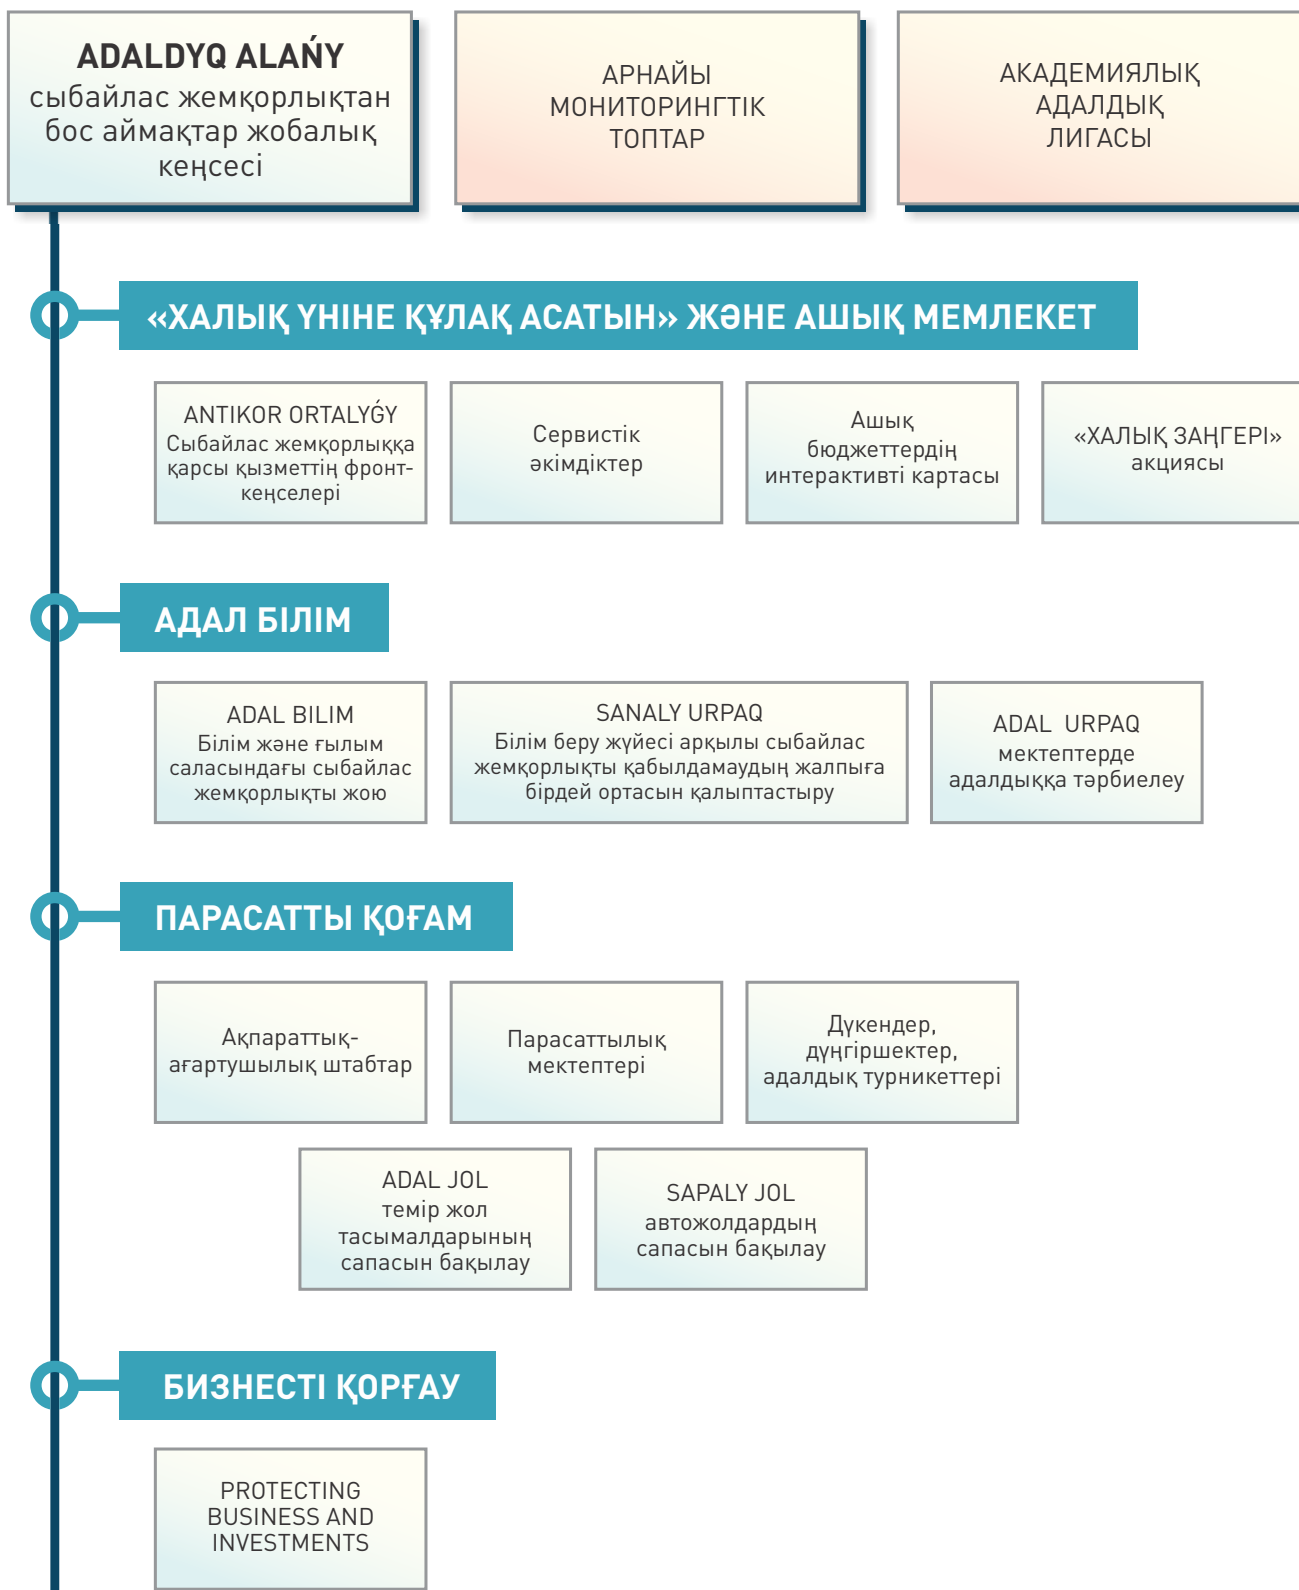 ADALDYQ ALAŃY
сыбайлас жемқорлықтан
бос аймақтар жобалық
кеңсесі
АРНАЙЫ
МОНИТОРИНГТІК
ТОПТАР
АКАДЕМИЯЛЫҚ
АДАЛДЫҚ
ЛИГАСЫ
«ХАЛЫҚ ҮНІНЕ ҚҰЛАҚ АСАТЫН» ЖӘНЕ АШЫҚ МЕМЛЕКЕТ
ANTIKOR ORTALYǴY
Сыбайлас жемқорлыққа
қарсы қызметтің фронт-
кеңселері
Сервистік
әкімдіктер
Ашық
бюджеттердің
интерактивті картасы
«ХАЛЫҚ ЗАҢГЕРІ»
акциясы
АДАЛ БІЛІМ
ADAL BILIM
Білім және ғылым
саласындағы сыбайлас
жемқорлықты жою
SANALY URPAQ
Білім беру жүйесі арқылы сыбайлас
жемқорлықты қабылдамаудың жалпыға
бірдей ортасын қалыптастыру
ADAL URPAQ
мектептерде
адалдыққа тәрбиелеу
ПАРАСАТТЫ ҚОҒАМ
Ақпараттық-
ағартушылық штабтар
Парасаттылық
мектептері
Дүкендер,
дүңгіршектер,
адалдық турникеттері
ADAL JOL
темір жол
тасымалдарының
сапасын бақылау
SAPALY JOL
автожолдардың
сапасын бақылау
БИЗНЕСТІ ҚОРҒАУ
PROTECTING
BUSINESS AND
INVESTMENTS